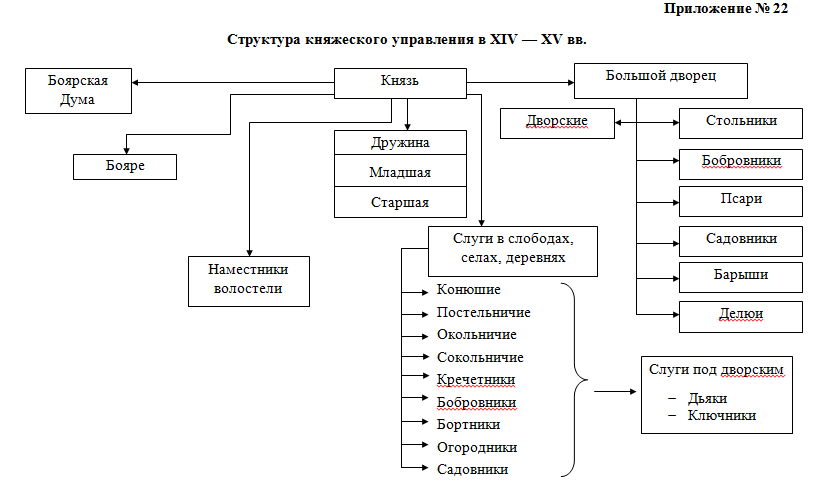 Приложение № 22
Структура княжеского управления в XIV — XV вв.
Боярская
Дума
Князь
Большой дворец
Дворские
Стольники
Дружина
Младшая
Старшая
Бояре
Бобровники
Псари
Садовники
Барыши
Делюи
Наместники
волостели
Слуги в слободах,
селах, деревнях
Конюшие
Постельничие
Окольничие
Сокольничие
Кречетники
Бобровники
Бортники
Огородники
Садовники
Слуги под дворским
– Дьяки
– Ключники